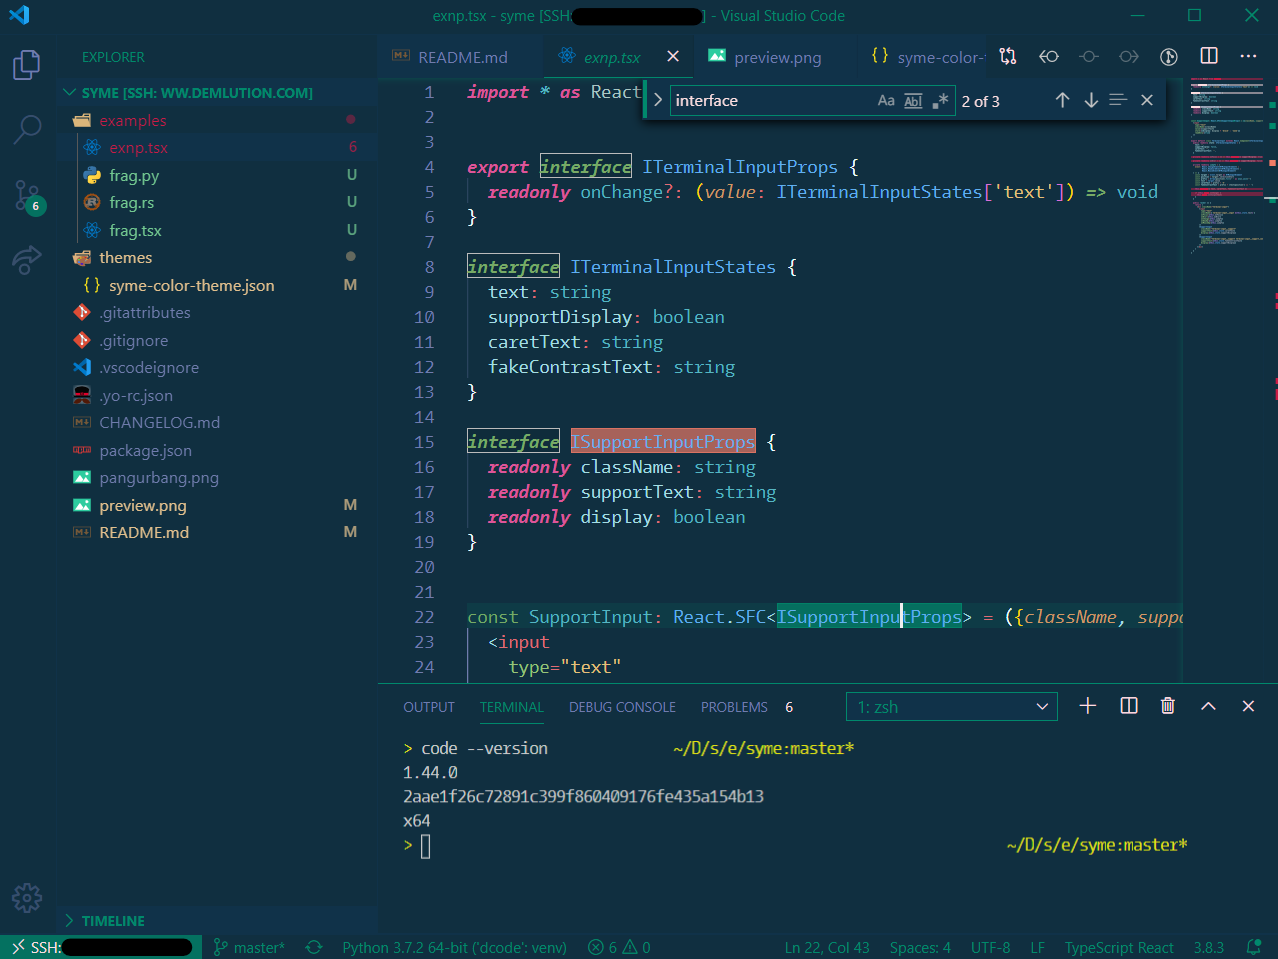 exnp.tsx - syme [SSH: ] - Visual Studio Code
EXPLORER
SYME [SSH: WW.DEMLUTION.COM]
examples
exnp.tsx 6
frag.py U
frag.rs U
frag.tsx U
themes
{} syme-color-theme.json M
.gitattributes
.gitignore
.vscodeignore
.yo-rc.json
CHANGELOG.md
package.json
pangurbang.png
preview.png M
README.md M
TIMELINE
6
README.md exnp.tsx preview.png {} syme-color-
interface Aa Abl .* 2 of 3
1 import * as React
2
3
4 export interface ITerminalInputProps {
5 readonly onChange?: (value: ITerminalInputStates['text']) => void
6 }
7
8 interface ITerminalInputStates {
9 text: string
10 supportDisplay: boolean
11 caretText: string
12 fakeContrastText: string
13 }
14
15 interface ISupportInputProps {
16 readonly className: string
17 readonly supportText: string
18 readonly display: boolean
19 }
20
21
22 const SupportInput: React.SFC<ISupportInputProps> = ({className, suppo
23 <input
24 type="text"
OUTPUT TERMINAL DEBUG CONSOLE PROBLEMS 6 1: zsh
> code --version ~/D/s/e/syme:master*
1.44.0
2aae1f26c72891c399f860409176fe435a154b13
x64
> ~/D/s/e/syme:master*
SSH: master* Python 3.7.2 64-bit ('dcode': venv) 6 0 Ln 22, Col 43 Spaces: 4 UTF-8 LF TypeScript React 3.8.3